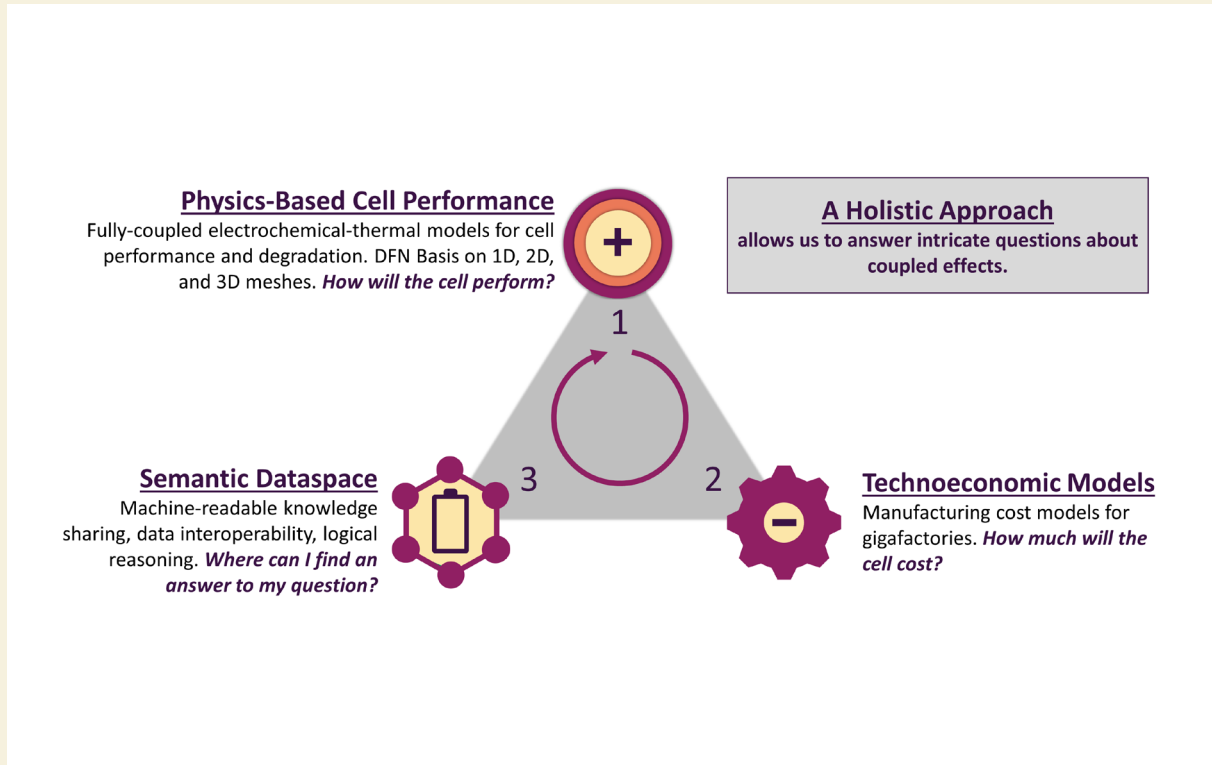 Physics-Based Cell Performance
Fully-coupled electrochemical-thermal models for cell
performance and degradation. DFN Basis on 1D, 2D,
and 3D meshes. How will the cell perform?
A Holistic Approach
allows us to answer intricate questions about
coupled effects.
1
2
3
Technoeconomic Models
Manufacturing cost models for
gigafactories. How much will the
cell cost?
Semantic Dataspace
Machine-readable knowledge
sharing, data interoperability, logical
reasoning. Where can I find an
answer to my question?